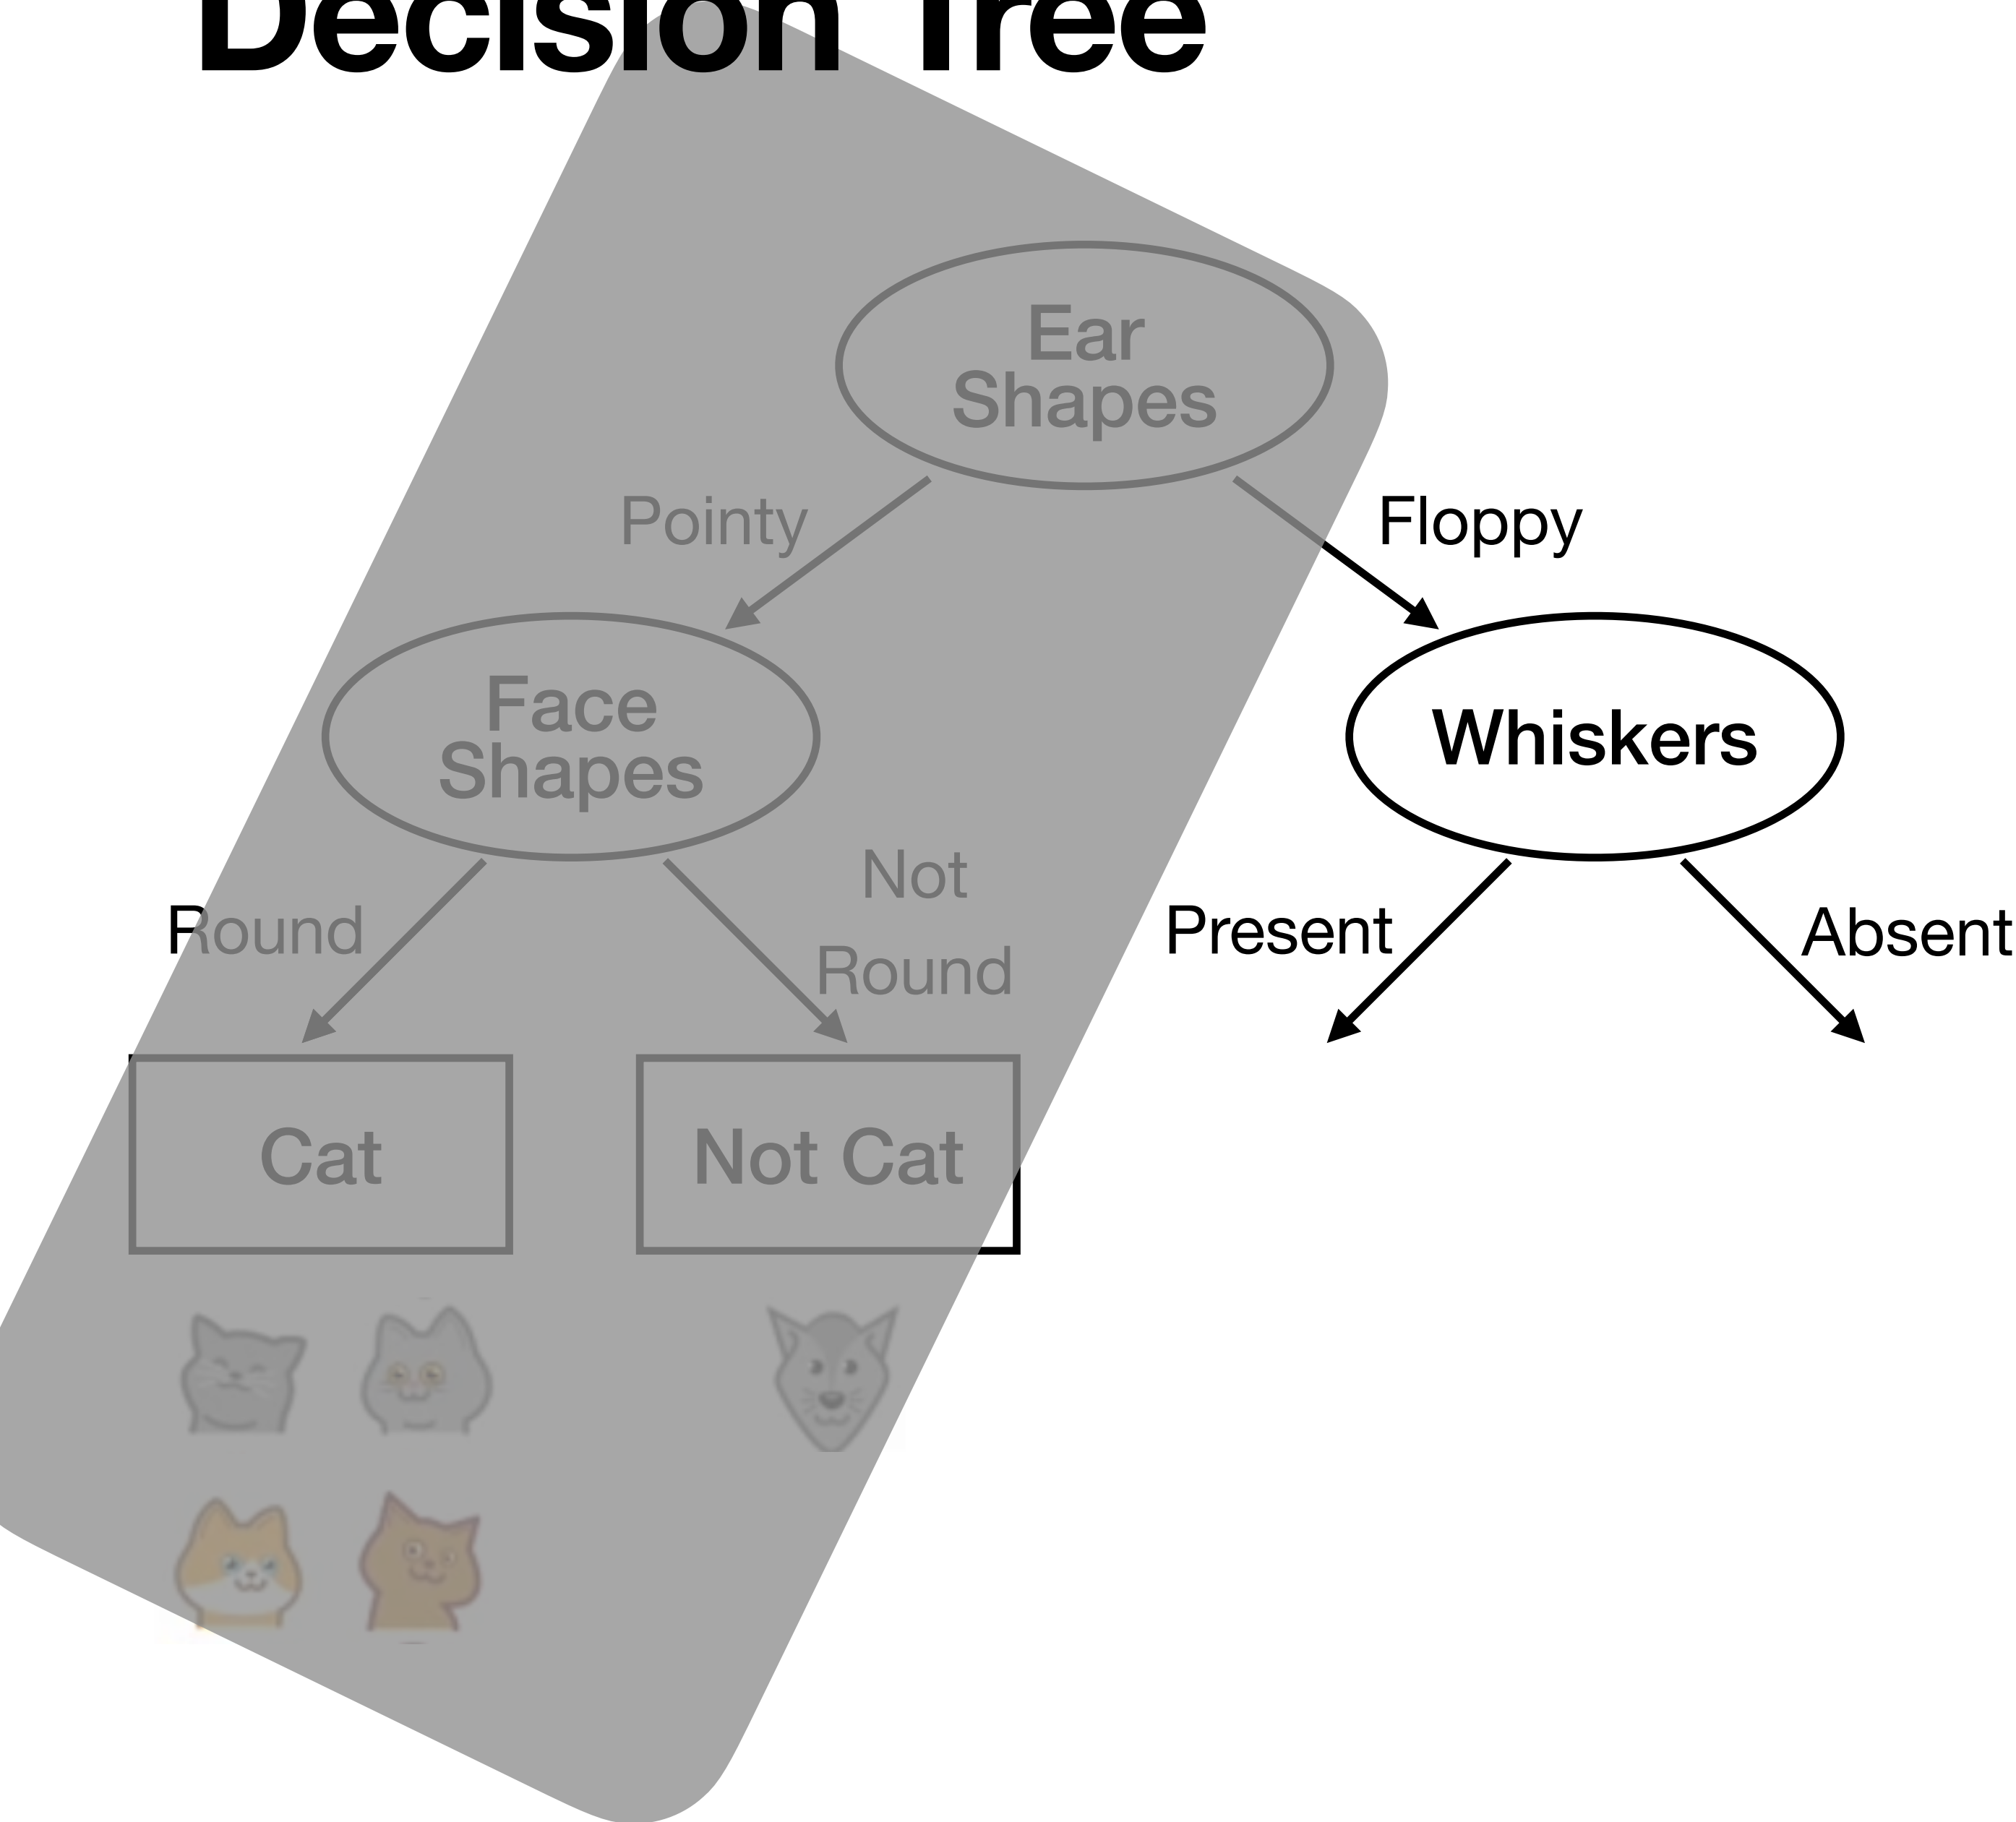 Decision Tree
Ear
Shapes
Pointy
Floppy
Face
Shapes
Whiskers
Round
Not
Round
Present
Absent
Cat
Not Cat